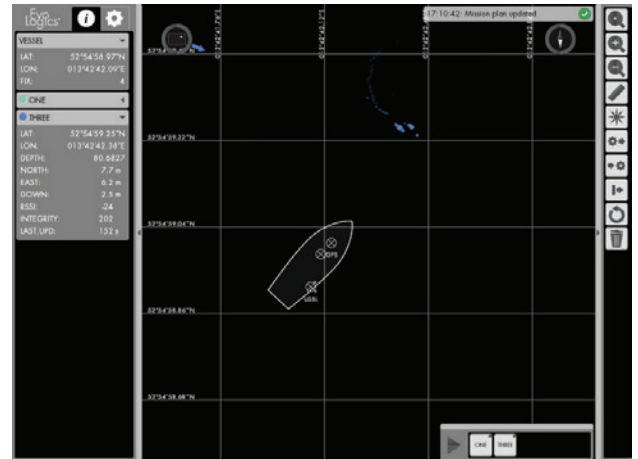 Evo
Logics
VESSEL
LAT: 52°54'58.97"N
LON: 013°42'42.09"E
FIX: 4
ONE
THREE
LAT: 52°54'59.25"N
LON: 013°42'42.38"E
DEPTH: 80.6827
NORTH: 7.7 m
EAST: 6.2 m
DOWN: 2.5 m
RSSI: -24
INTEGRITY: 202
LAST. UPD: 152 s
17:10:42: Mission plan updated
52°54'59.22"N
52°54'59.04"N
GPS
52°54'58.86"N
52°54'58.68"N
ONE THREE